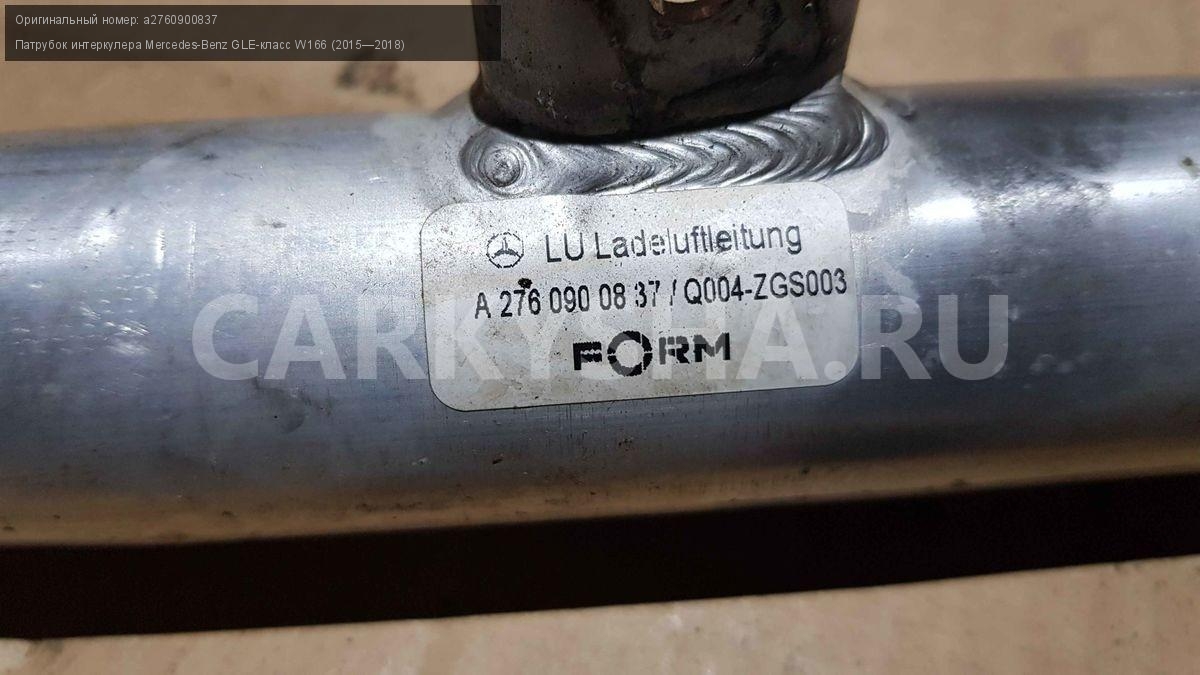 Оригинальный номер: a2760900837
Патрубок интеркулера Mercedes-Benz GLE-класс W166 (2015—2018)
LU Ladeluftleitung
A 276 090 08 37 / Q004-ZGS003
FORM
CARKYSHA.RU